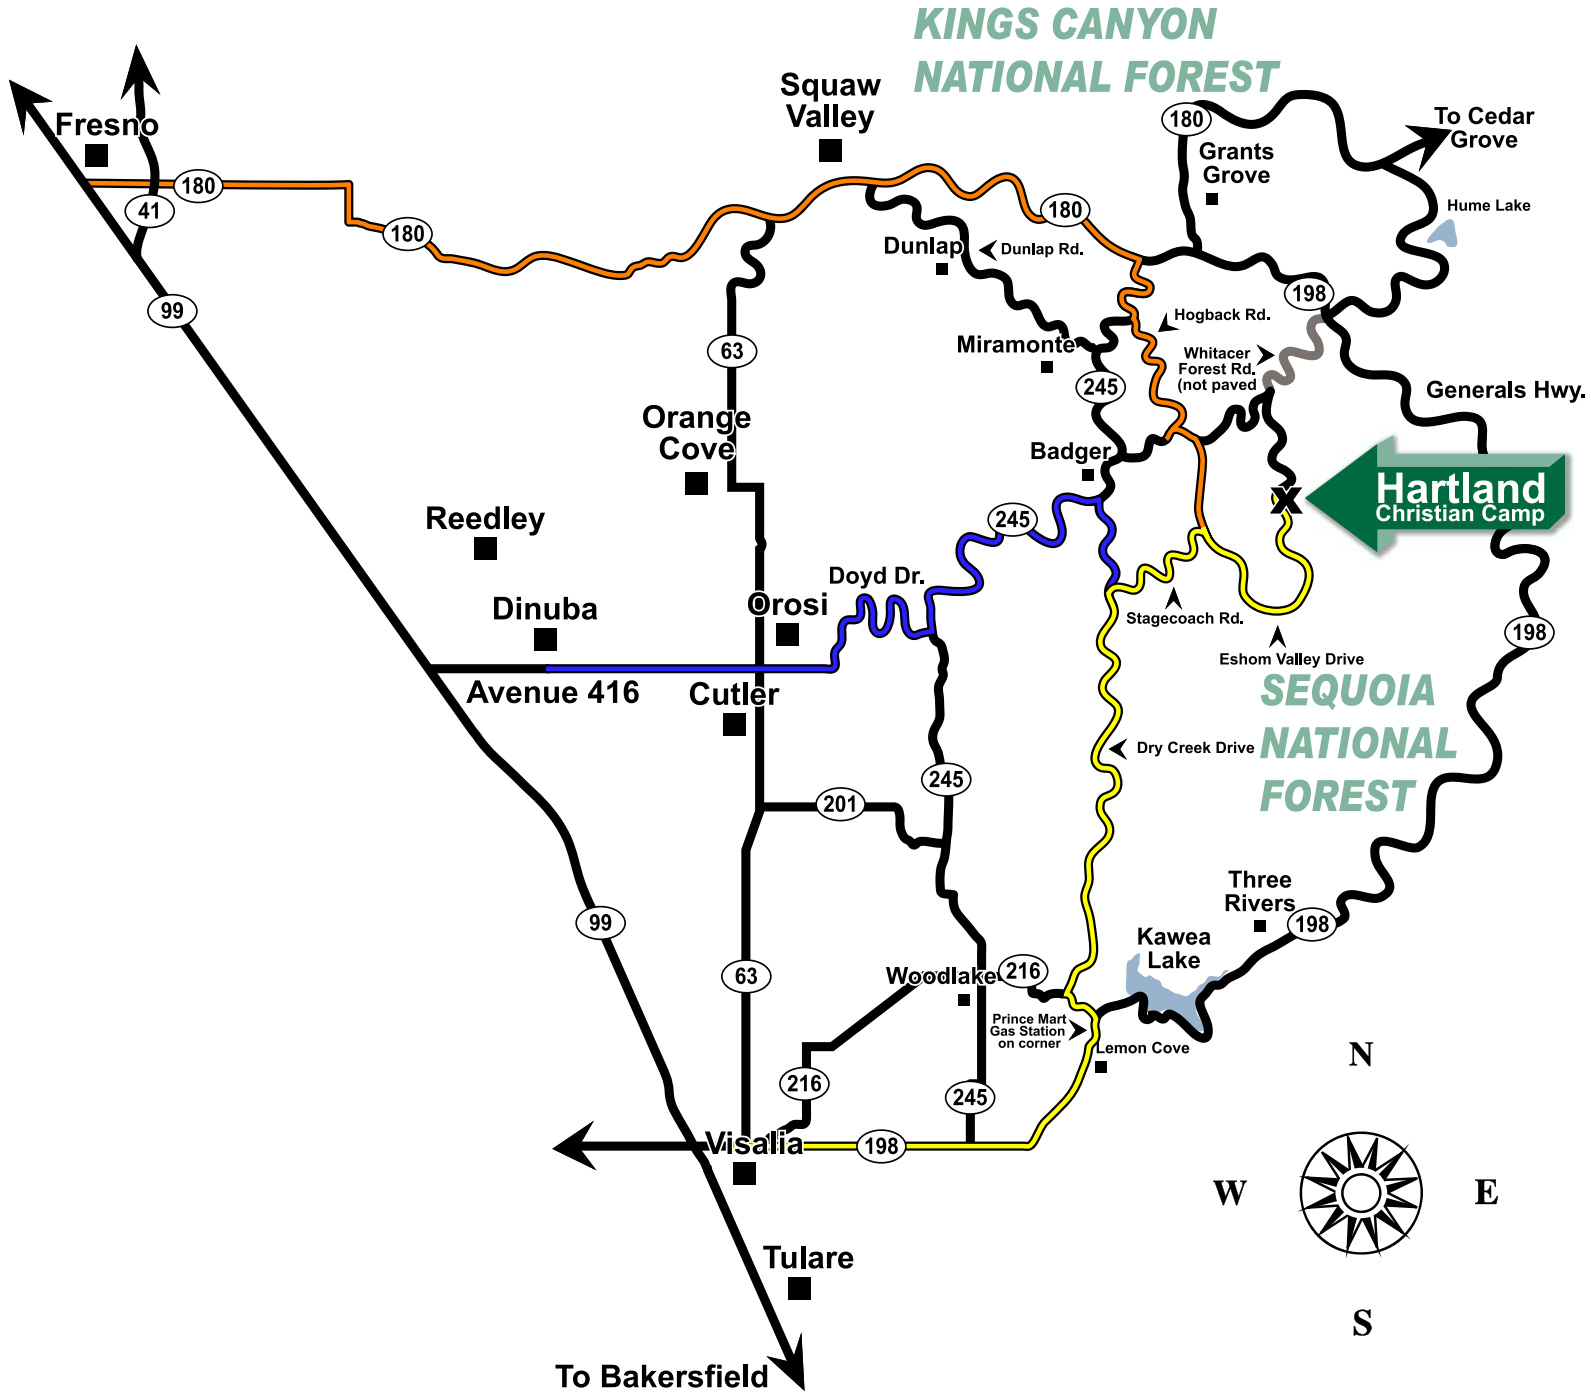 KINGS CANYON
NATIONAL FOREST
Squaw
Valley
Fresno
180
To Cedar
Grove
Grants
Grove
180
41
180
180
Hume Lake
Dunlap
Dunlap Rd.
198
99
Hogback Rd.
63
Miramonte
Whitacer
Forest Rd.
(not paved
245
Generals Hwy.
Orange
Cove
Badger
Hartland
Christian Camp
Reedley
245
Doyd Dr.
Dinuba
Orosi
Stagecoach Rd.
198
Eshom Valley Drive
Avenue 416
Cutler
SEQUOIA
NATIONAL
FOREST
Dry Creek Drive
245
201
Three
Rivers
99
198
Kawea
Lake
63
Woodlake
216
Prince Mart
Gas Station
on corner
Lemon Cove
N
216
245
Visalia
198
W
E
Tulare
S
To Bakersfield